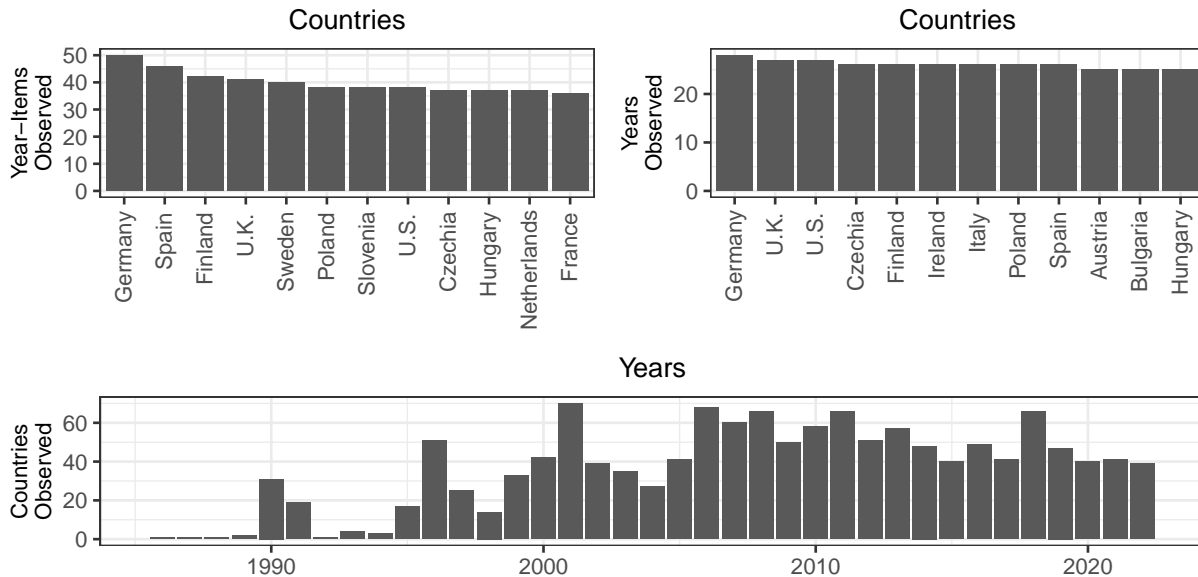 Countries
Year−Items
Observed
50
40
30
20
10
0
Germany
Spain
Finland
U.K.
Sweden
Poland
Slovenia
U.S.
Czechia
Hungary
Netherlands
France
Countries
Years
Observed
20
10
0
Germany
U.K.
U.S.
Czechia
Finland
Ireland
Italy
Poland
Spain
Austria
Bulgaria
Hungary
Years
Countries
Observed
60
40
20
0
1990
2000
2010
2020